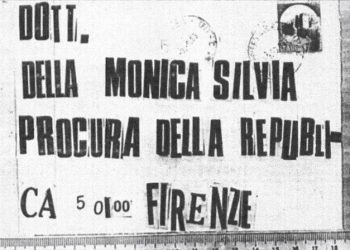 DOTT.
DELLA MONICA SILVIA
PROCURA DELLA REPUBLI-
CA 50100 FIRENZE